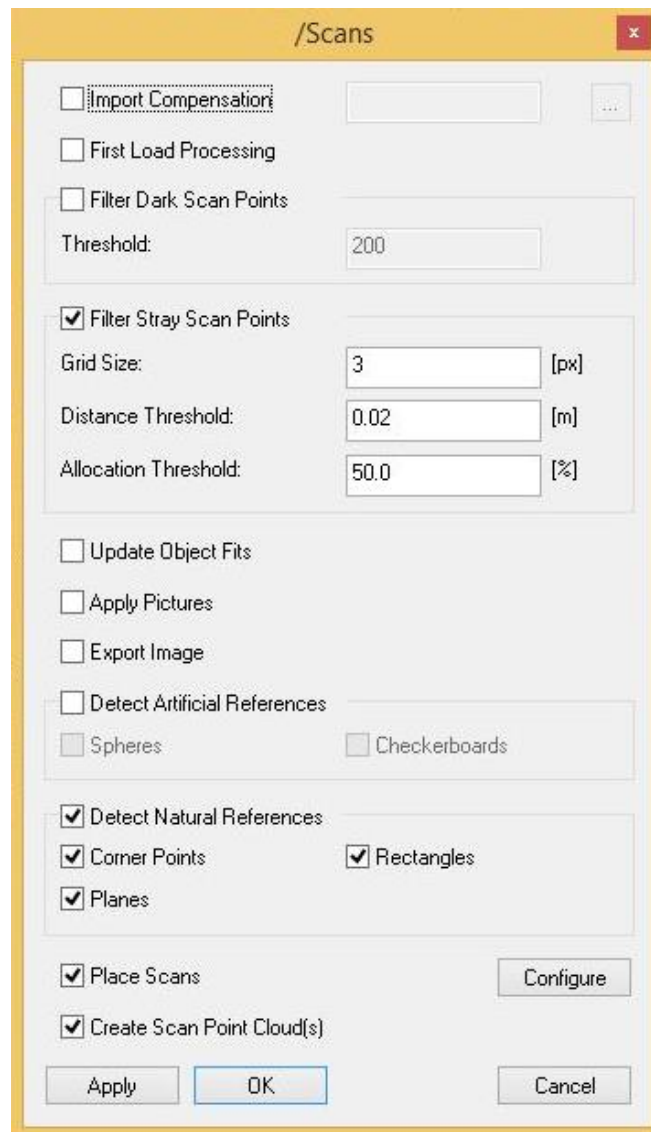 /Scans
x
Import Compensation ...
First Load Processing
Filter Dark Scan Points
Threshold: 200
Filter Stray Scan Points
Grid Size: 3 [px]
Distance Threshold: 0.02 [m]
Allocation Threshold: 50.0 [%]
Update Object Fits
Apply Pictures
Export Image
Detect Artificial References
Spheres Checkerboards
Detect Natural References
Corner Points Rectangles
Planes
Place Scans Configure
Create Scan Point Cloud(s)
Apply OK Cancel